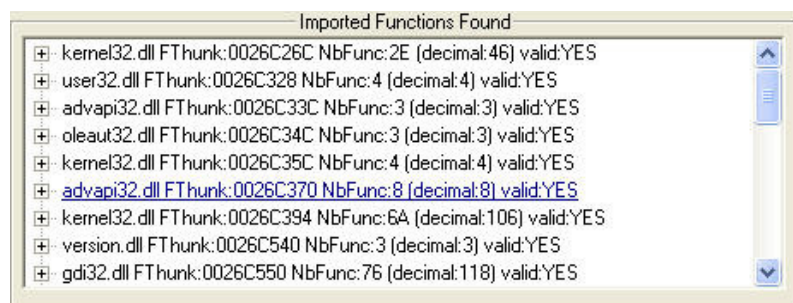 Imported Functions Found
kernel32.dll FThunk:0026C26C NbFunc:2E (decimal:46) valid:YES
user32.dll FThunk:0026C328 NbFunc:4 (decimal:4) valid:YES
advapi32.dll FThunk:0026C33C NbFunc:3 (decimal:3) valid:YES
oleaut32.dll FThunk:0026C34C NbFunc:3 (decimal:3) valid:YES
kernel32.dll FThunk:0026C35C NbFunc:4 (decimal:4) valid:YES
advapi32.dll FThunk:0026C370 NbFunc:8 (decimal:8) valid:YES
kernel32.dll FThunk:0026C394 NbFunc:6A (decimal:106) valid:YES
version.dll FThunk:0026C540 NbFunc:3 (decimal:3) valid:YES
gdi32.dll FThunk:0026C550 NbFunc:76 (decimal:118) valid:YES